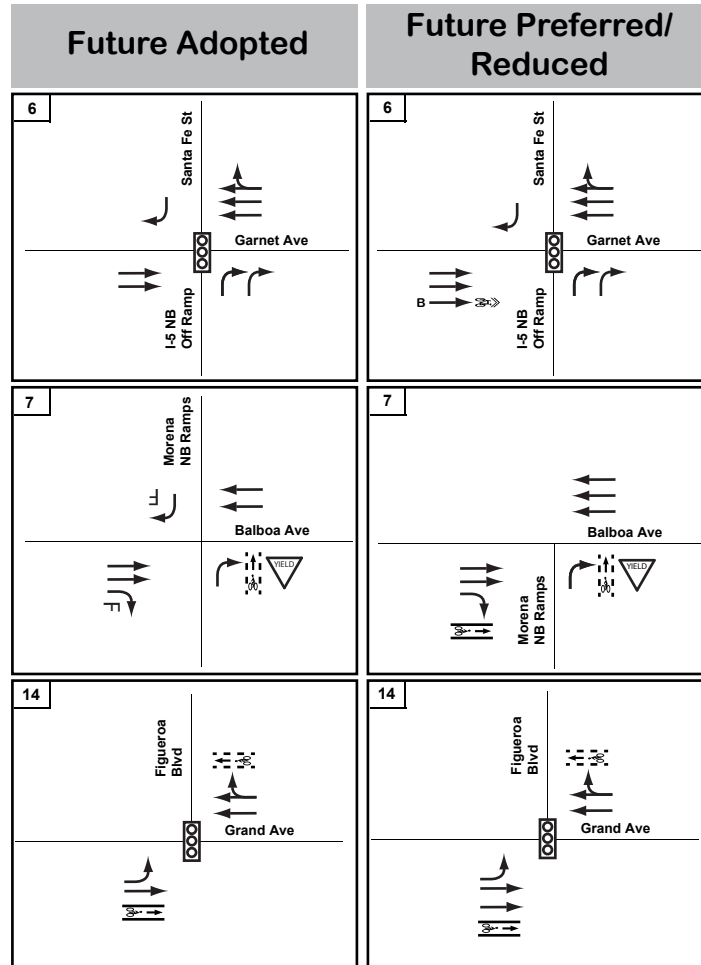 Future Adopted
Future Preferred/
Reduced
6
Santa Fe St
Garnet Ave
I-5 NB
Off Ramp
6
Santa Fe St
Garnet Ave
B
I-5 NB
Off Ramp
7
Morena
NB Ramps
F
Balboa Ave
F
YIELD
7
Balboa Ave
Morena
NB Ramps
YIELD
14
Figueroa
Blvd
Grand Ave
14
Figueroa
Blvd
Grand Ave